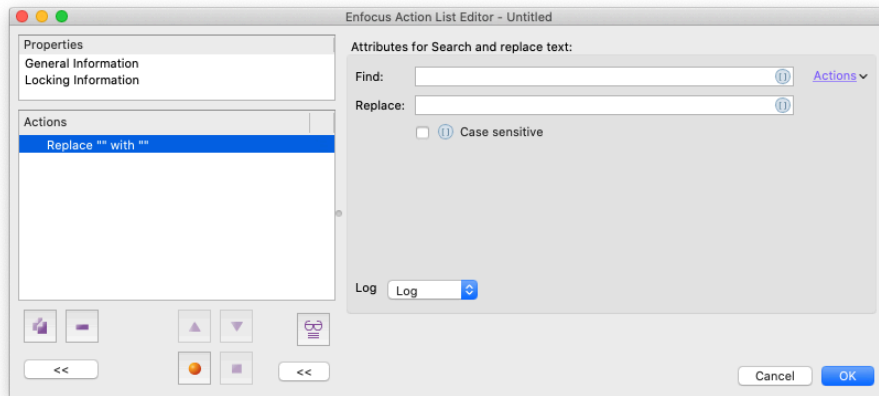 Enfocus Action List Editor - Untitled
Properties
General Information
Locking Information
Actions
Replace "" with ""
<<
<<
Attributes for Search and replace text:
Find:
Actions
Replace:
Case sensitive
Log
Log
Cancel
OK